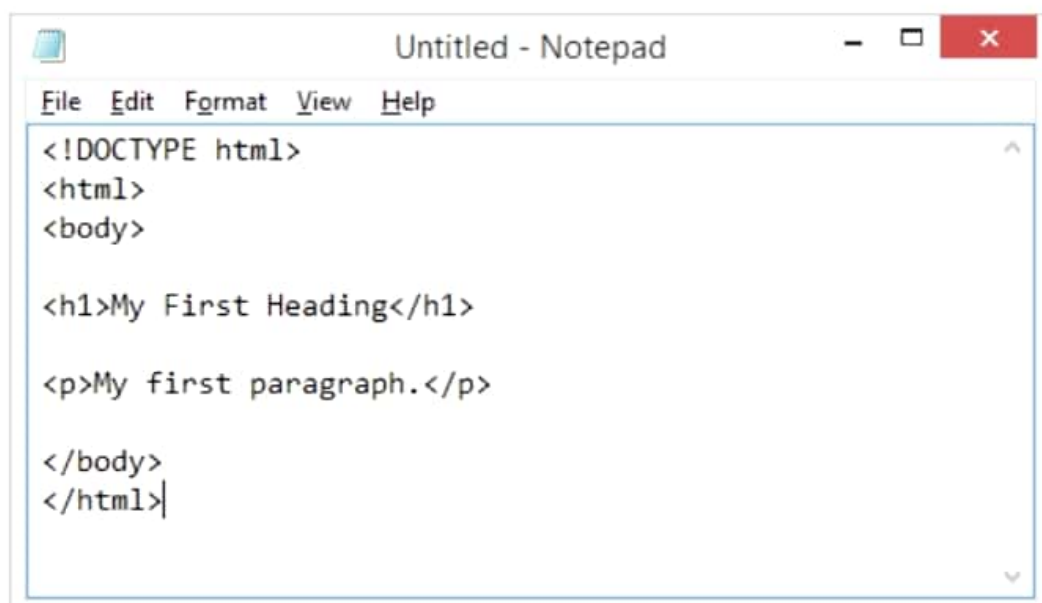 Untitled - Notepad
File Edit Format View Help
<!DOCTYPE html>
<html>
<body>
<h1>My First Heading</h1>
<p>My first paragraph.</p>
</body>
</html>